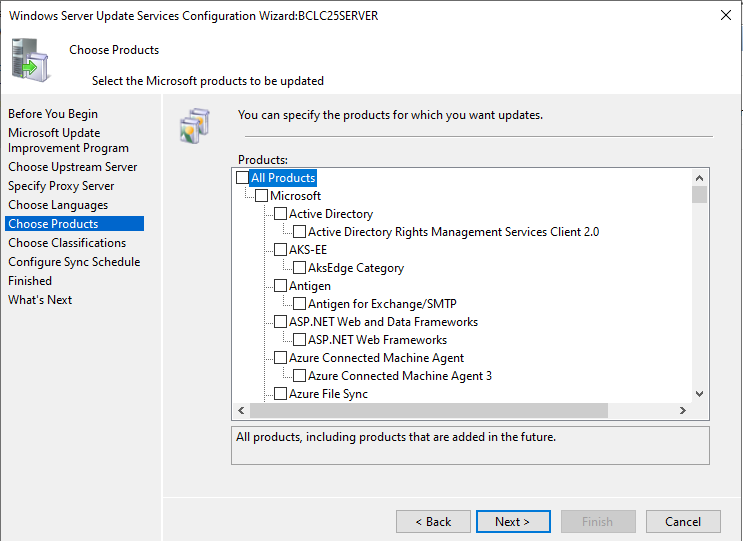 Windows Server Update Services Configuration Wizard:BCLC25SERVER
Choose Products
Select the Microsoft products to be updated
Before You Begin
Microsoft Update
Improvement Program
Choose Upstream Server
Specify Proxy Server
Choose Languages
Choose Products
Choose Classifications
Configure Sync Schedule
Finished
What's Next
You can specify the products for which you want updates.
Products:
All Products
Microsoft
Active Directory
Active Directory Rights Management Services Client 2.0
AKS-EE
AksEdge Category
Antigen
Antigen for Exchange/SMTP
ASP.NET Web and Data Frameworks
ASP.NET Web Frameworks
Azure Connected Machine Agent
Azure Connected Machine Agent 3
Azure File Sync
All products, including products that are added in the future.
< Back
Next >
Finish
Cancel